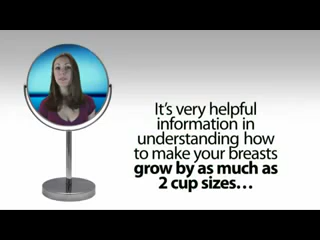 It's very helpful
information in
understanding how
to make your breasts
grow by as much as
2 cup sizes...